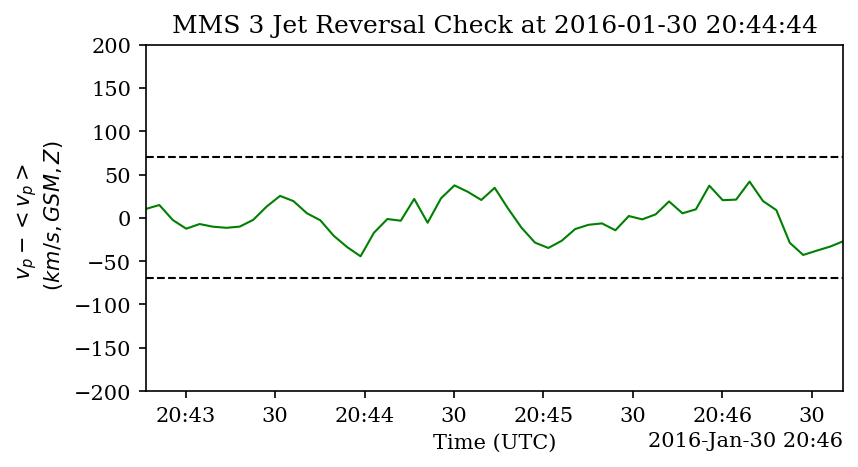 MMS 3 Jet Reversal Check at 2016-01-30 20:44:44
200
150
100
50
0
−50
−100
−150
−200
v_p − < v_p >
(km/s, GSM, Z)
20:43 30 20:44 30 20:45 30 20:46 30
Time (UTC)
2016-Jan-30 20:46